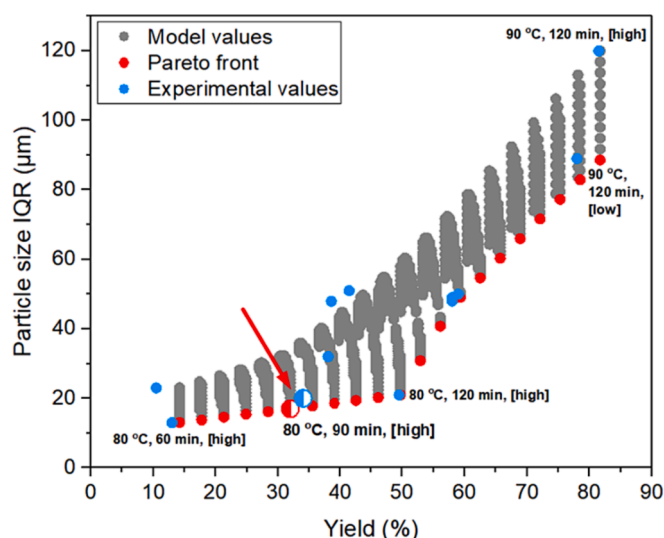 Model values
Pareto front
Experimental values
90 °C, 120 min, [high]
90 °C,
120 min,
[low]
80 °C, 120 min, [high]
80 °C, 90 min, [high]
80 °C, 60 min, [high]
Particle size IQR (µm)
120
100
80
60
40
20
0
0 10 20 30 40 50 60 70 80 90
Yield (%)